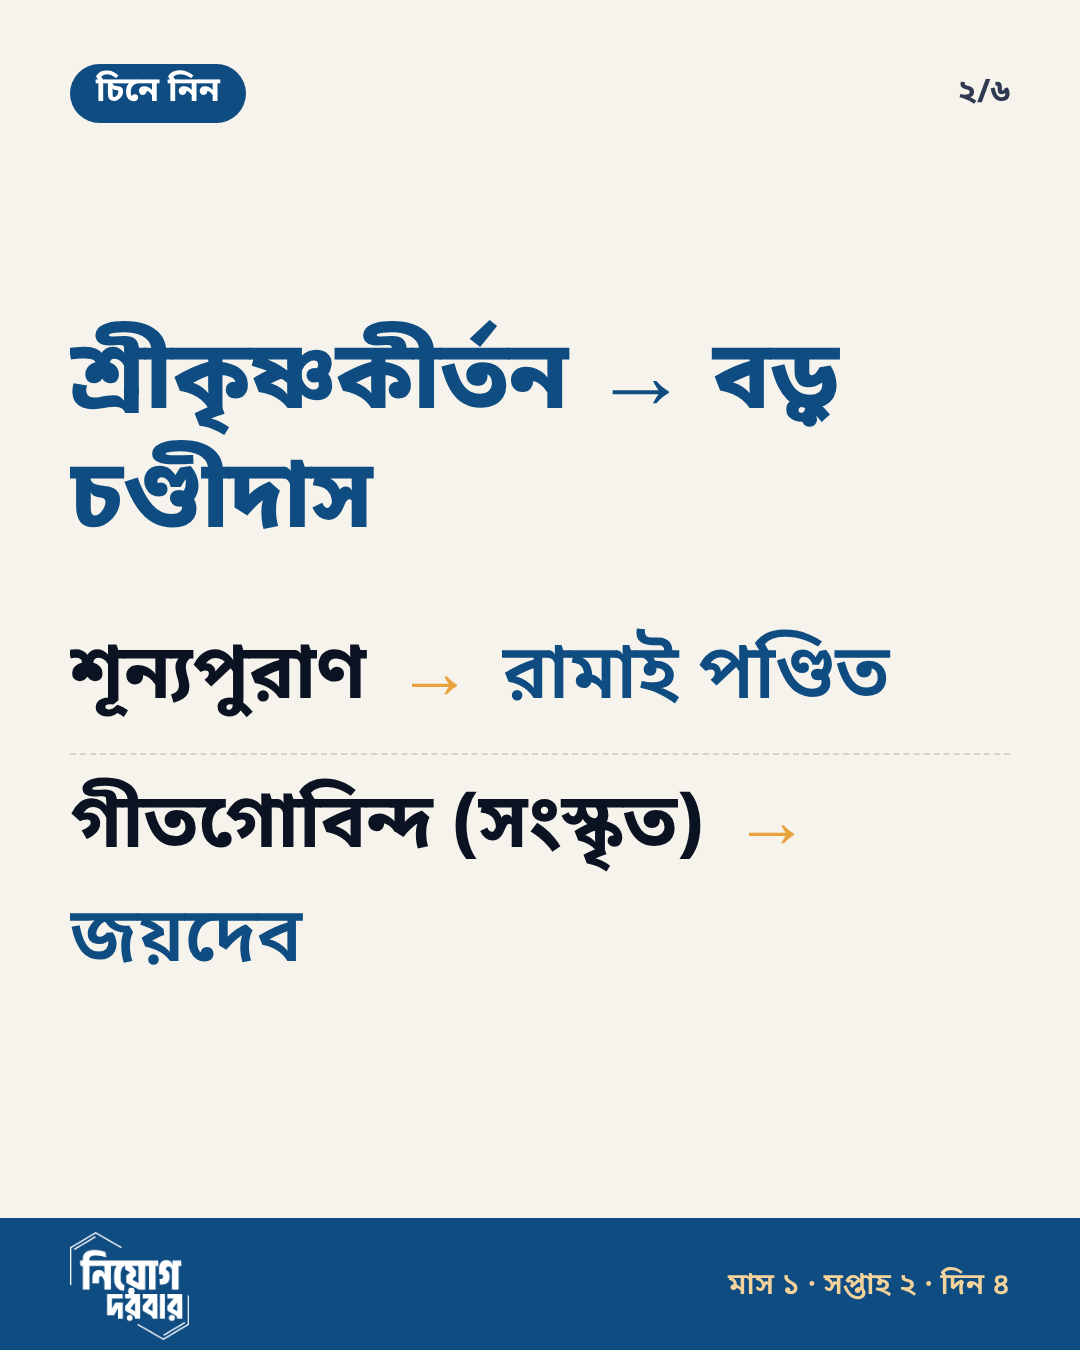 চিনে নিন
২/৬
শ্রীকৃষ্ণকীর্তন → বড়ু
চণ্ডীদাস
শূন্যপুরাণ → রামাই পণ্ডিত
গীতগোবিন্দ (সংস্কৃত) →
জয়দেব
নিয়োগ
দরবার
মাস ১ · সপ্তাহ ২ · দিন ৪